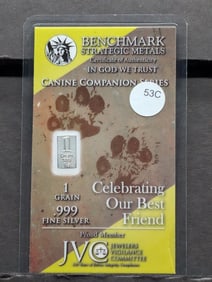 BENCHMARK
STRATEGIC METALS
Certificate of Authenticity
IN GOD WE TRUST
CANINE COMPANION SERIES
53C
1
GRAIN
.999
FINE SILVER
Celebrating
Our Best
Friend
Proud Member
JVC
JEWELERS
VIGILANCE
COMMITTEE